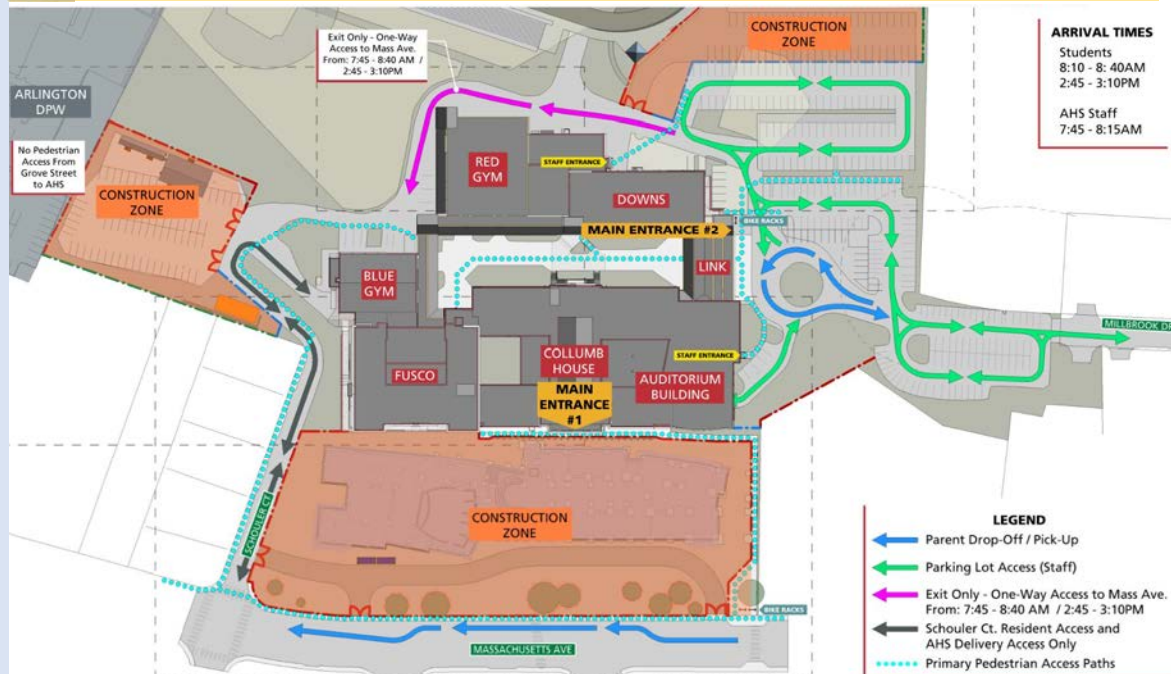 Exit Only - One-Way
Access to Mass Ave.
From: 7:45 - 8:40 AM /
2:45 - 3:10PM
CONSTRUCTION
ZONE
ARRIVAL TIMES
Students
8:10 - 8: 40AM
2:45 - 3:10PM
AHS Staff
7:45 - 8:15AM
ARLINGTON
DPW
No Pedestrian
Access From
Grove Street
to AHS
CONSTRUCTION
ZONE
RED
GYM
STAFF ENTRANCE
DOWNS
BIKE RACKS
MAIN ENTRANCE #2
LINK
BLUE
GYM
MILLBROOK DR
COLLUMB
HOUSE
STAFF ENTRANCE
FUSCO
AUDITORIUM
BUILDING
MAIN
ENTRANCE
#1
CONSTRUCTION
ZONE
SCHOULER CT.
BIKE RACKS
MASSACHUSETTS AVE
LEGEND
Parent Drop-Off / Pick-Up
Parking Lot Access (Staff)
Exit Only - One-Way Access to Mass Ave.
From: 7:45 - 8:40 AM / 2:45 - 3:10PM
Schouler Ct. Resident Access and
AHS Delivery Access Only
Primary Pedestrian Access Paths